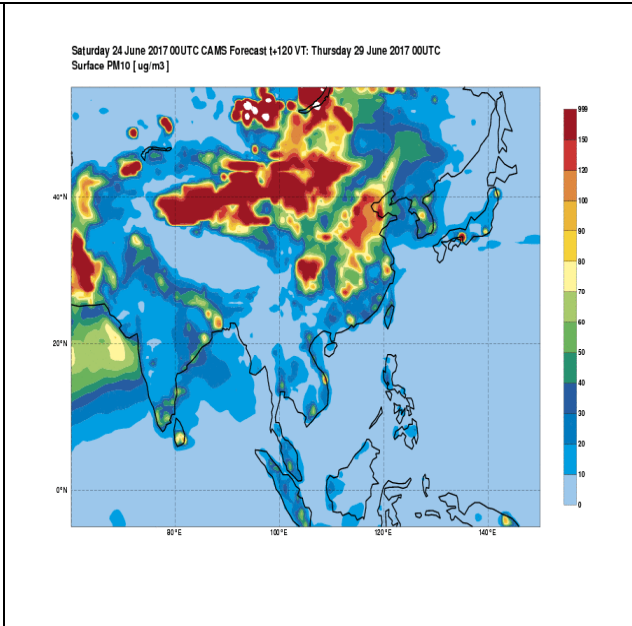 Saturday 24 June 2017 00UTC CAMS Forecast t+120 VT: Thursday 29 June 2017 00UTC
Surface PM10 [ ug/m3 ]
999
150
120
100
90
80
70
60
50
40
30
20
10
0
40°N
20°N
0°N
80°E 100°E 120°E 140°E